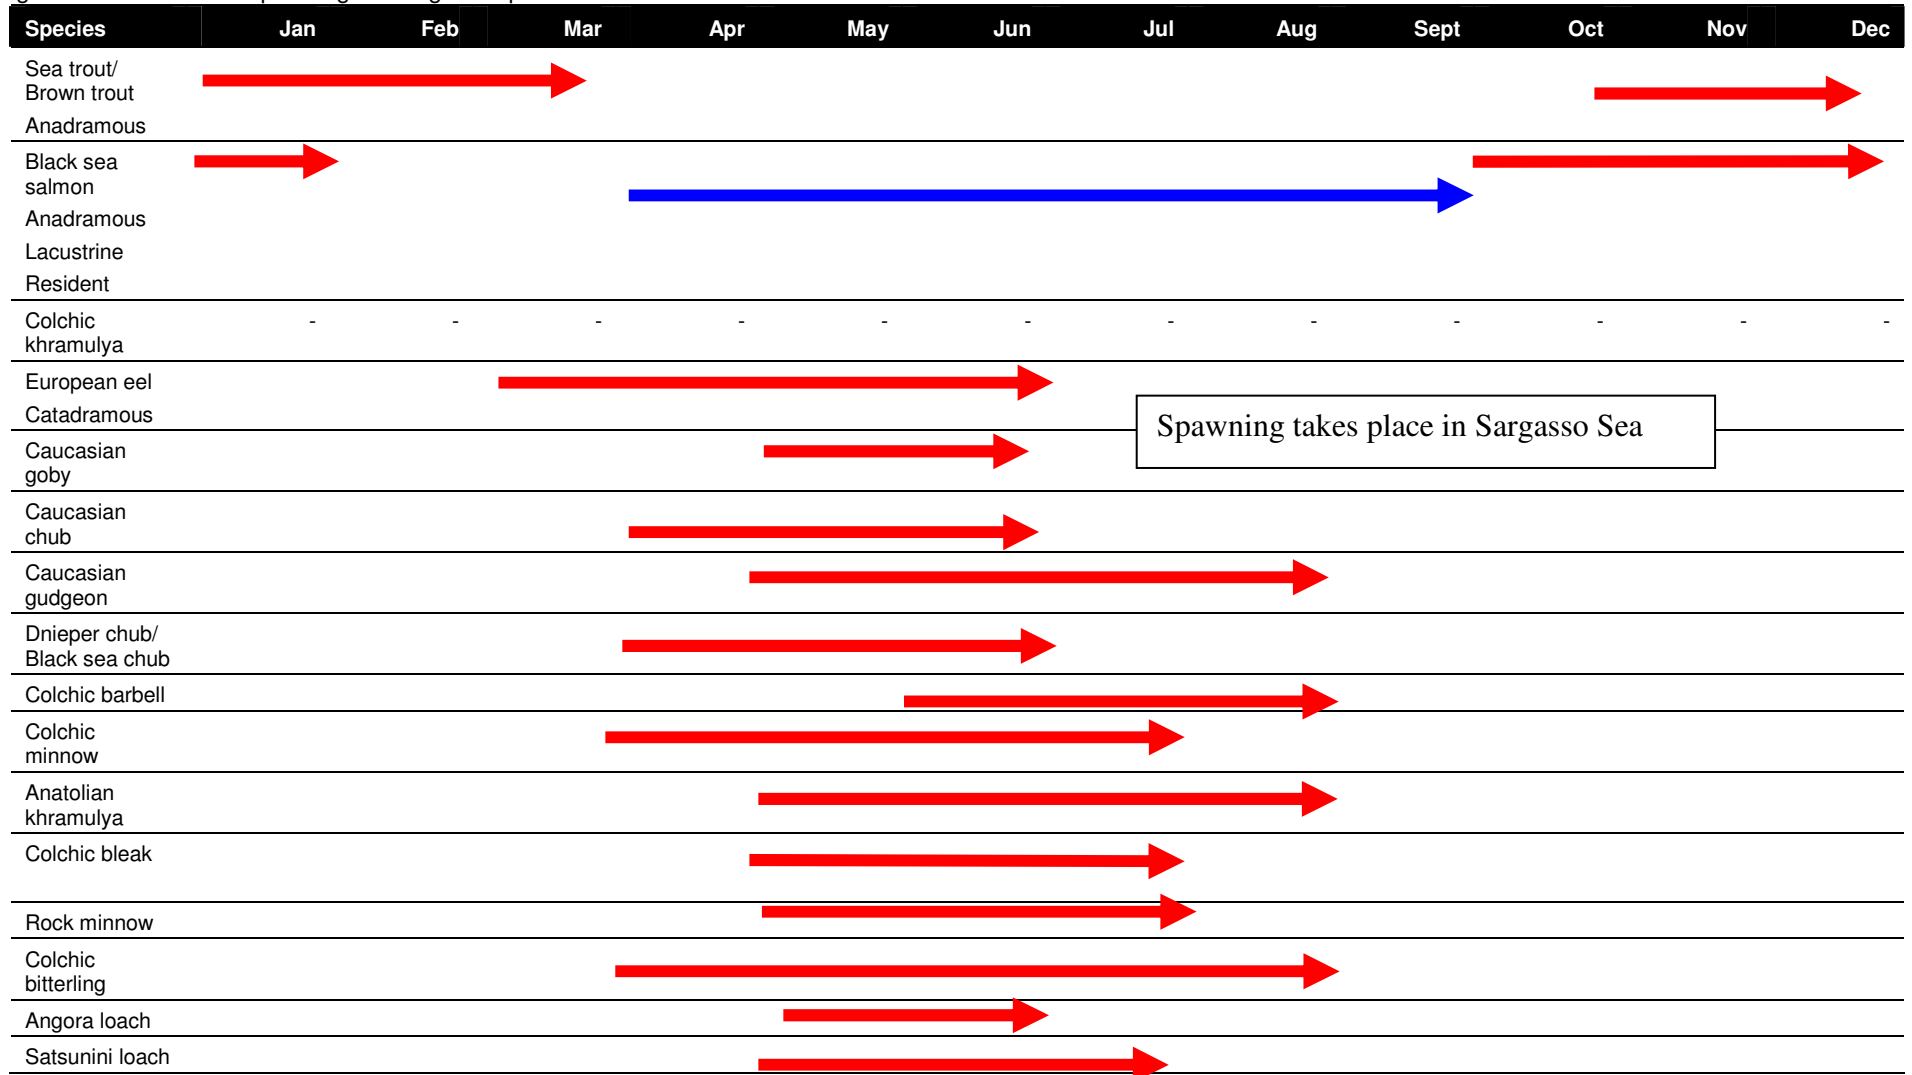 Species Jan Feb Mar Apr May Jun Jul Aug Sept Oct Nov Dec
Sea trout/
Brown trout
Anadramous
Black sea
salmon
Anadramous
Lacustrine
Resident
Colchic
khramulya
- - - - - - - - - - - -
European eel
Catadramous
Spawning takes place in Sargasso Sea
Caucasian
goby
Caucasian
chub
Caucasian
gudgeon
Dnieper chub/
Black sea chub
Colchic barbell
Colchic
minnow
Anatolian
khramulya
Colchic bleak
Rock minnow
Colchic
bitterling
Angora loach
Satsunini loach